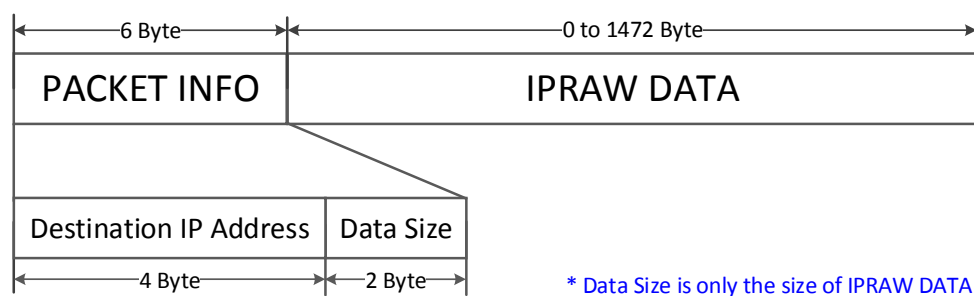 6 Byte 0 to 1472 Byte
PACKET INFO IPRAW DATA
Destination IP Address Data Size
4 Byte 2 Byte
* Data Size is only the size of IPRAW DATA